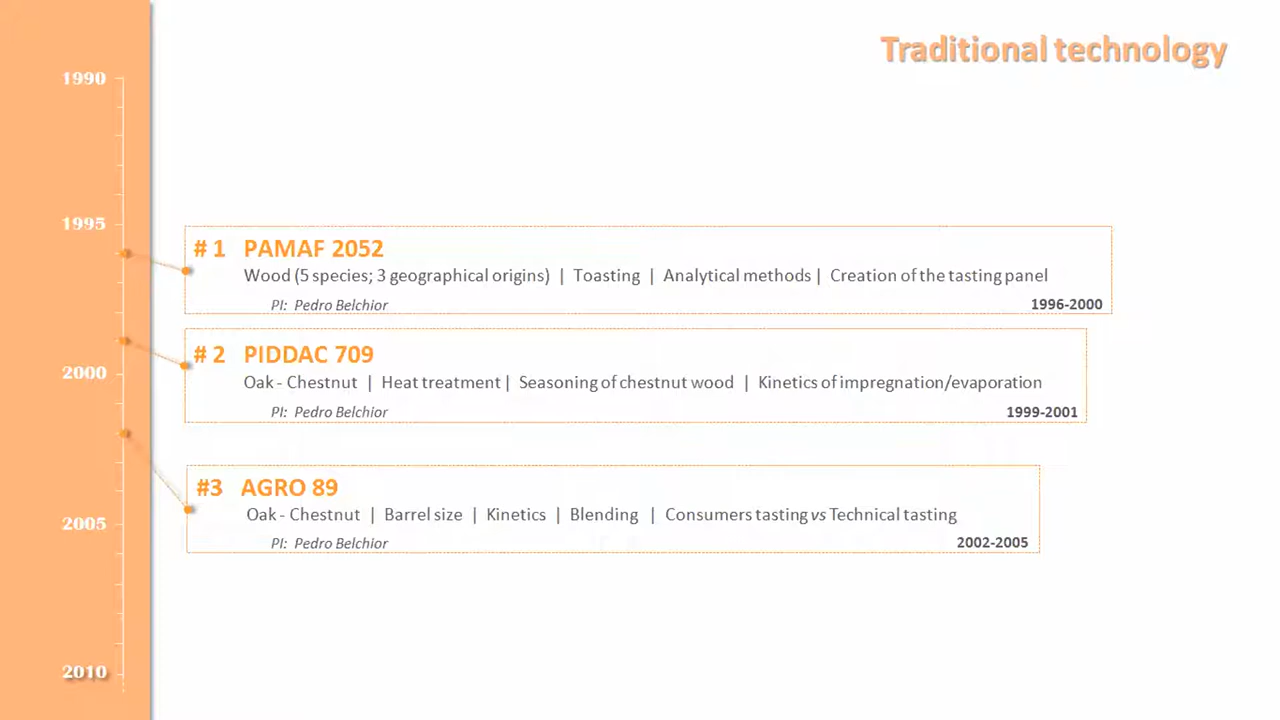 Traditional technology
1990
1995
# 1 PAMAF 2052
Wood (5 species; 3 geographical origins) | Toasting | Analytical methods | Creation of the tasting panel
PI: Pedro Belchior 1996-2000
# 2 PIDDAC 709
2000
Oak - Chestnut | Heat treatment | Seasoning of chestnut wood | Kinetics of impregnation/evaporation
PI: Pedro Belchior 1999-2001
#3 AGRO 89
Oak - Chestnut | Barrel size | Kinetics | Blending | Consumers tasting vs Technical tasting
2005
PI: Pedro Belchior 2002-2005
2010